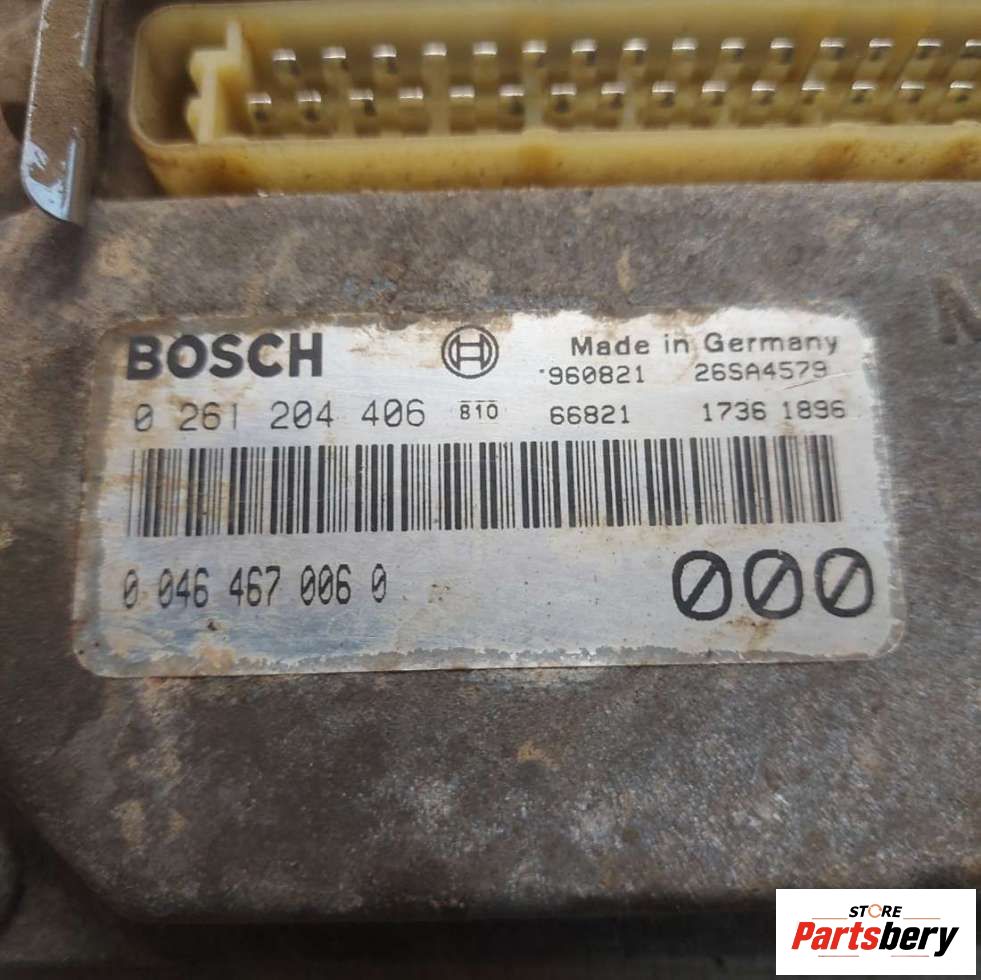 BOSCH
Made in Germany
960821 26SA4579
0 261 204 406 810 66821 1736 1896
0 046 467 006 0
000
STORE
Partsbery